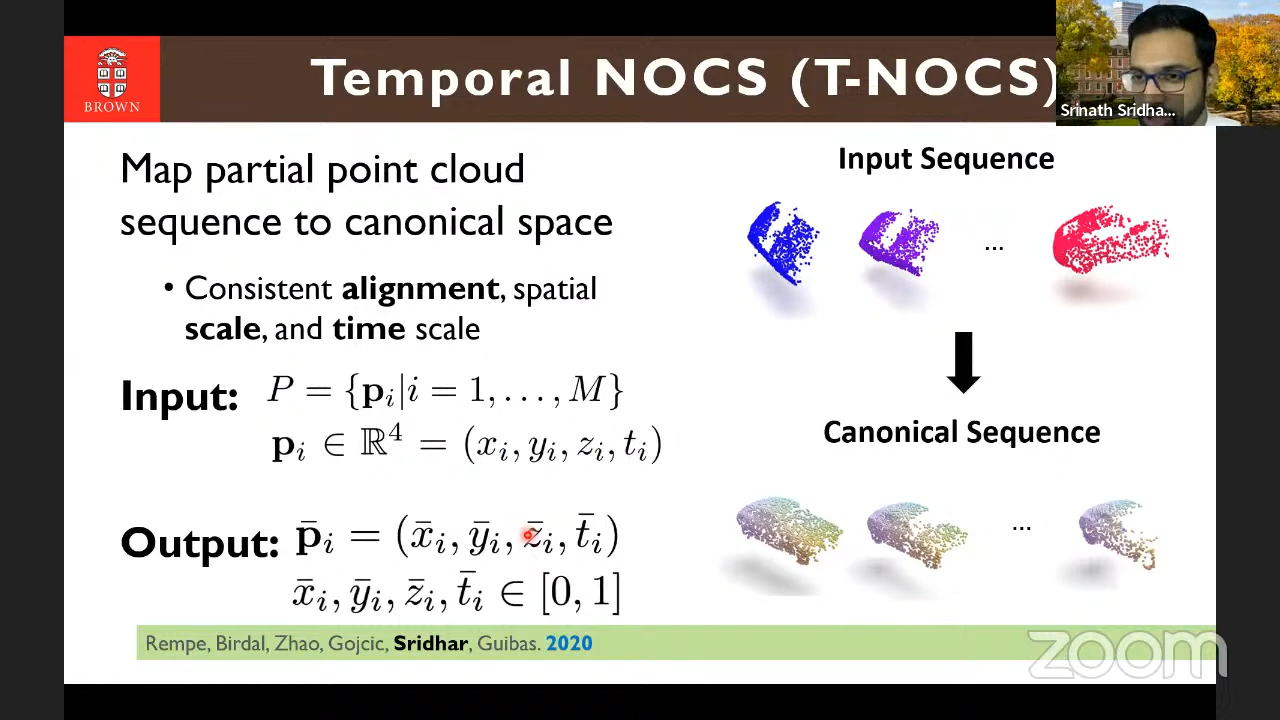 BROWN
Temporal NOCS (T-NOCS)
Srinath Sridha...
Map partial point cloud
sequence to canonical space
• Consistent alignment, spatial
scale, and time scale
Input: P = {p_i | i = 1, . . . , M}
p_i ∈ ℝ⁴ = (x_i, y_i, z_i, t_i)
Output: p̄_i = (x̄_i, ȳ_i, z̄_i, t̄_i)
x̄_i, ȳ_i, z̄_i, t̄_i ∈ [0, 1]
Input Sequence
...
Canonical Sequence
...
Rempe, Birdal, Zhao, Gojcic, Sridhar, Guibas. 2020
zoom